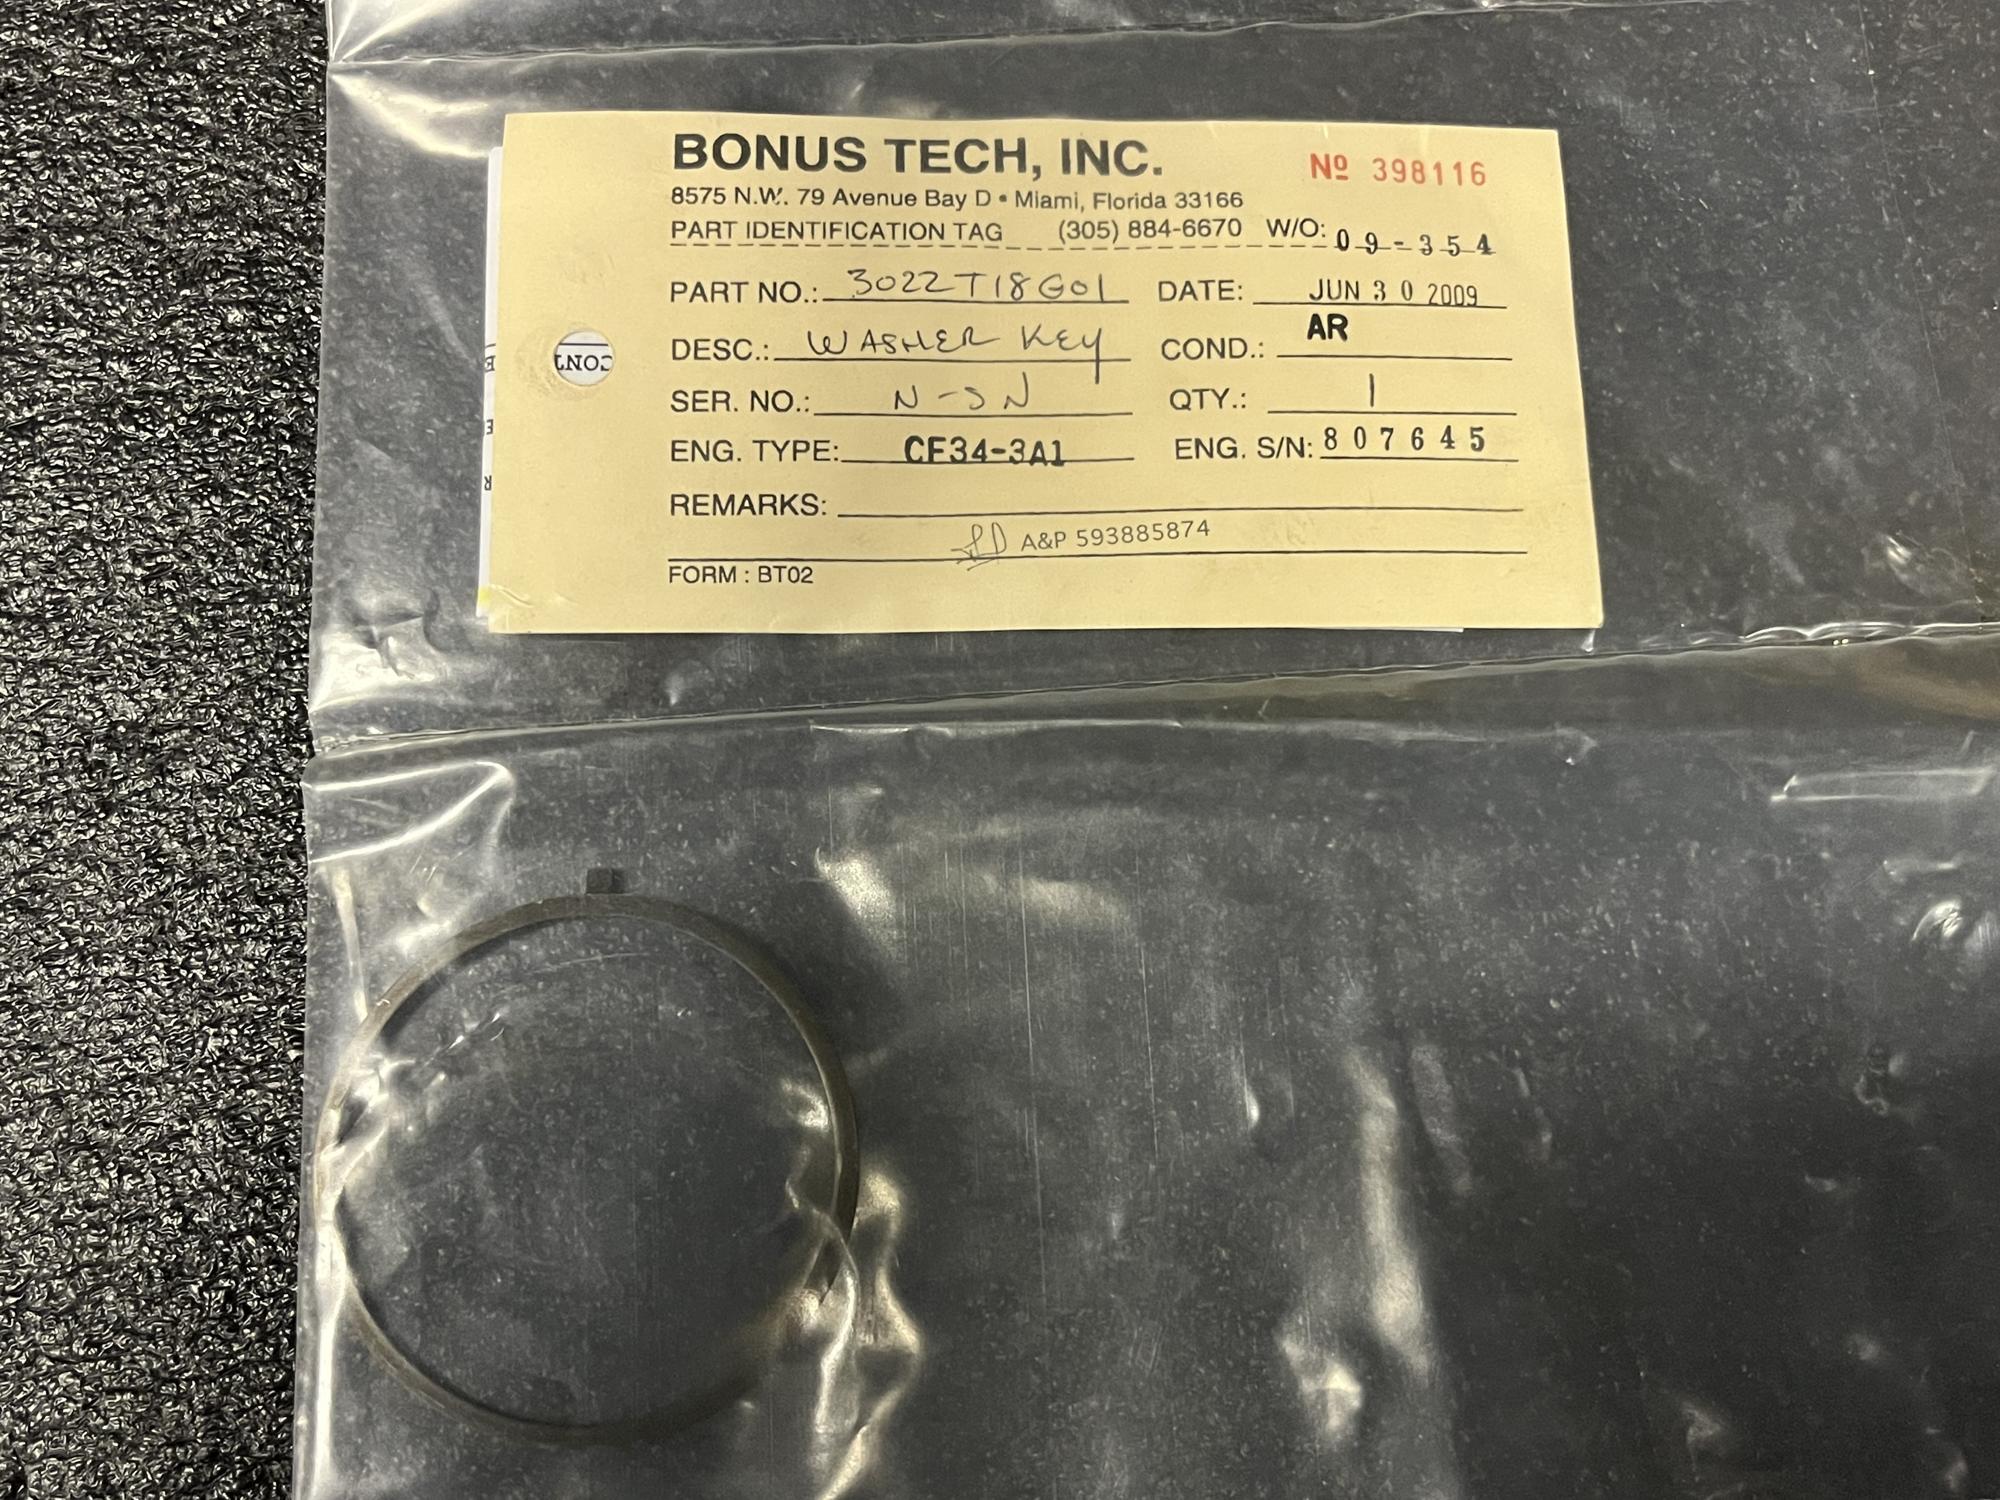 BONUS TECH, INC.
Nº 398116
8575 N.W. 79 Avenue Bay D • Miami, Florida 33166
PART IDENTIFICATION TAG (305) 884-6670 W/O: 09-354
PART NO.: 3022T18G01 DATE: JUN 30 2009
DESC.: WASHER KEY COND.: AR
SER. NO.: N-SN QTY.: 1
ENG. TYPE: CF34-3A1 ENG. S/N: 807645
REMARKS:
A&P 593885874
FORM : BT02
CONT
E
E
R